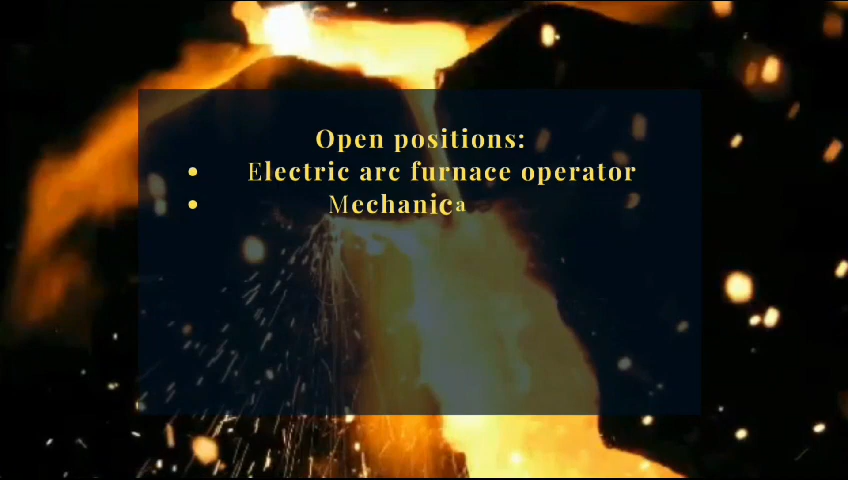 Open positions:
• Electric arc furnace operator
• Mechanica